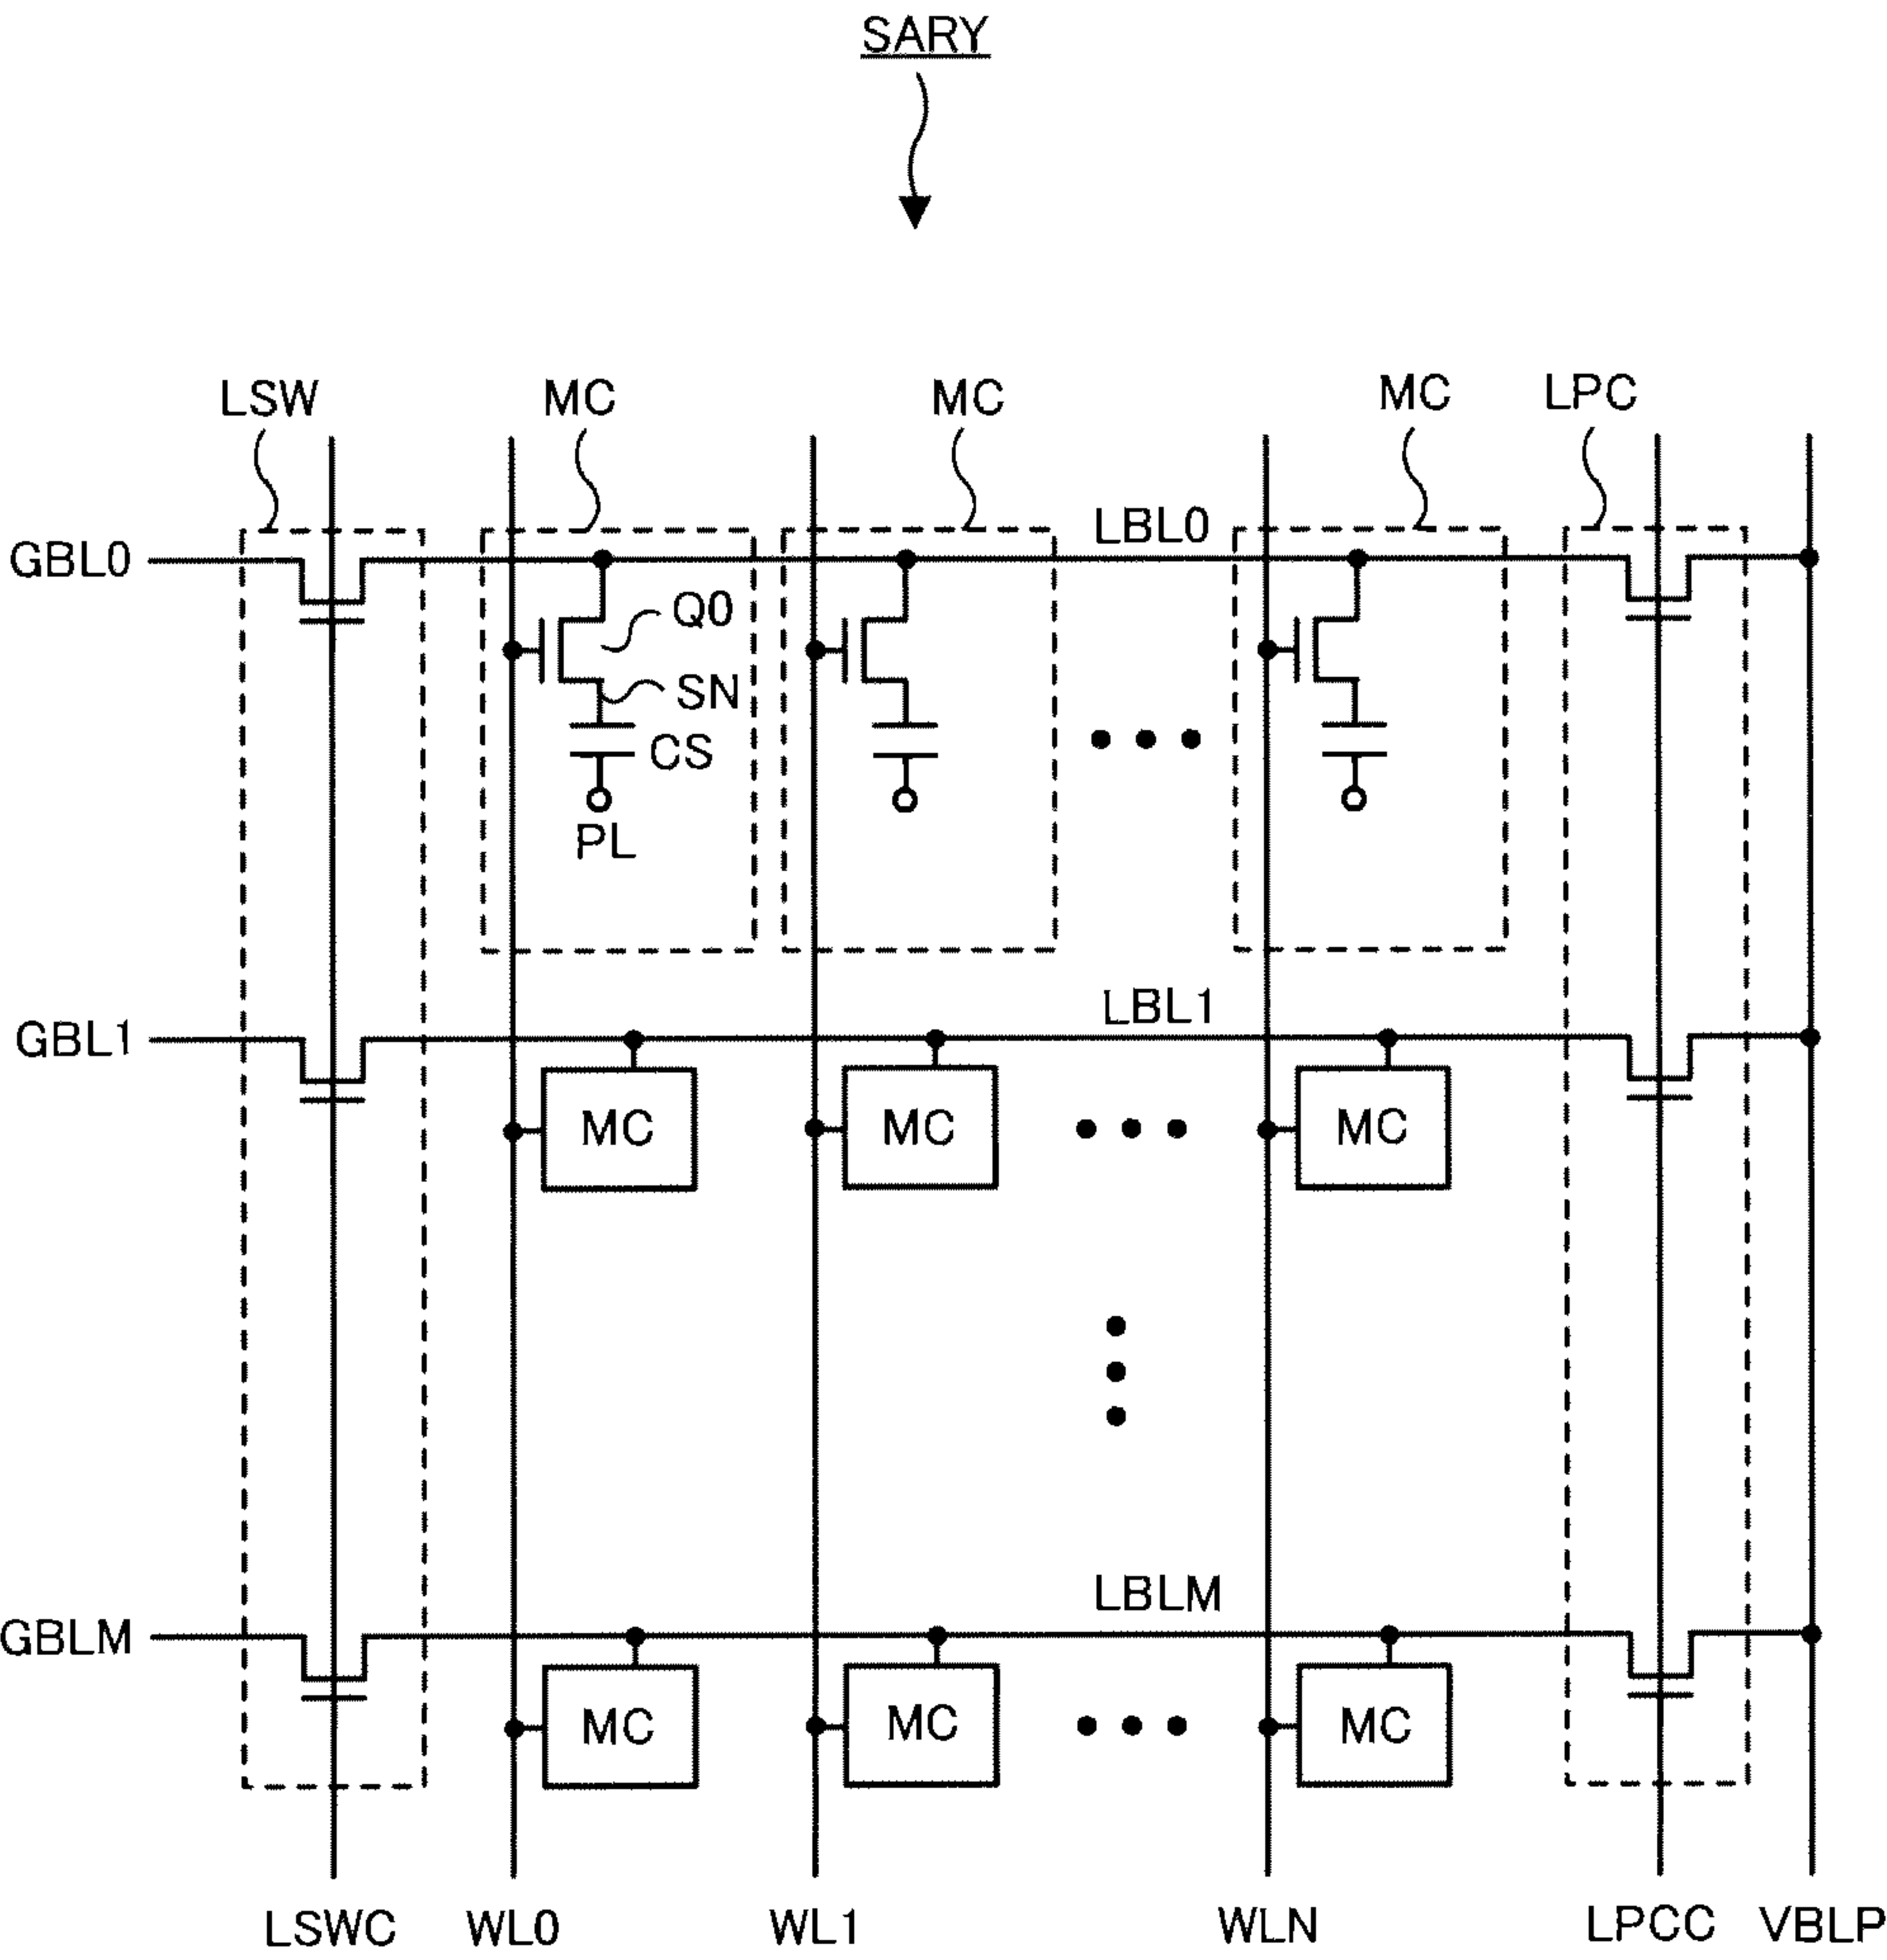 SARY
LSW MC MC MC LPC
GBL0 LBL0
Q0
SN
CS
PL
GBL1 LBL1
MC MC MC
GBLM LBLM
MC MC MC
LSWC WL0 WL1 WLN LPCC VBLP